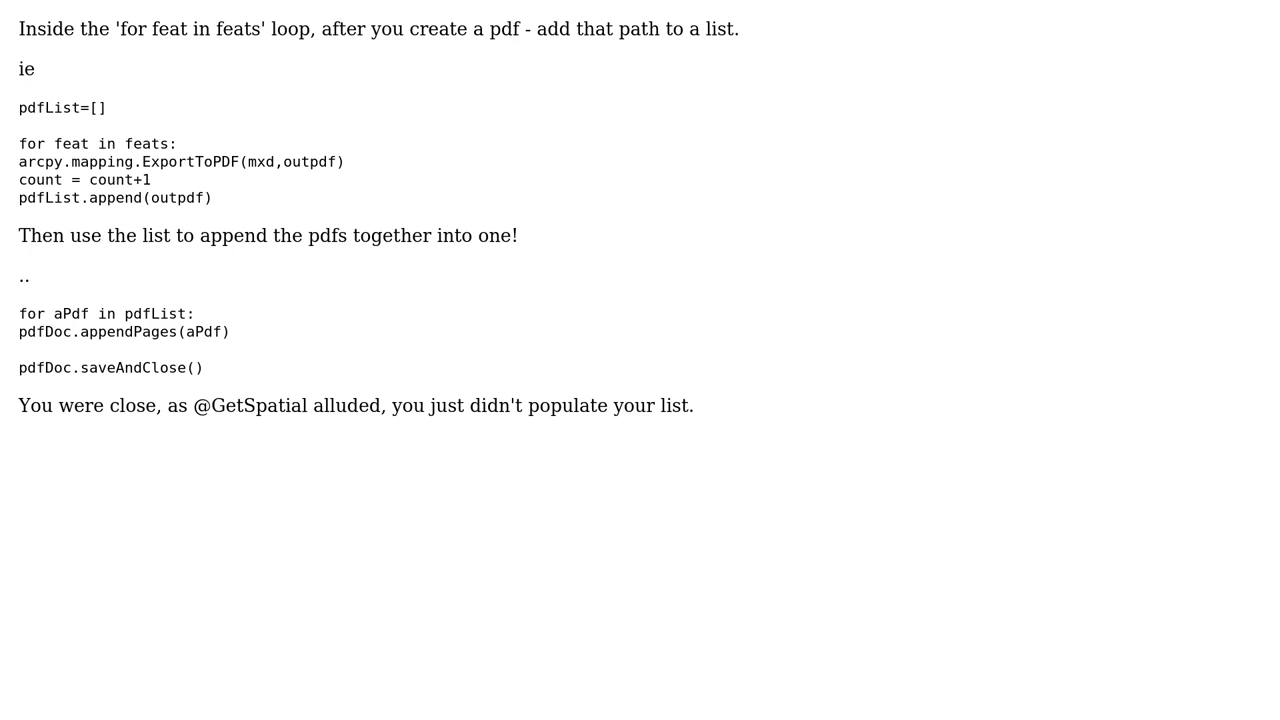 Inside the 'for feat in feats' loop, after you create a pdf - add that path to a list.
ie
pdfList=[]
for feat in feats:
arcpy.mapping.ExportToPDF(mxd,outpdf)
count = count+1
pdfList.append(outpdf)
Then use the list to append the pdfs together into one!
..
for aPdf in pdfList:
pdfDoc.appendPages(aPdf)
pdfDoc.saveAndClose()
You were close, as @GetSpatial alluded, you just didn't populate your list.